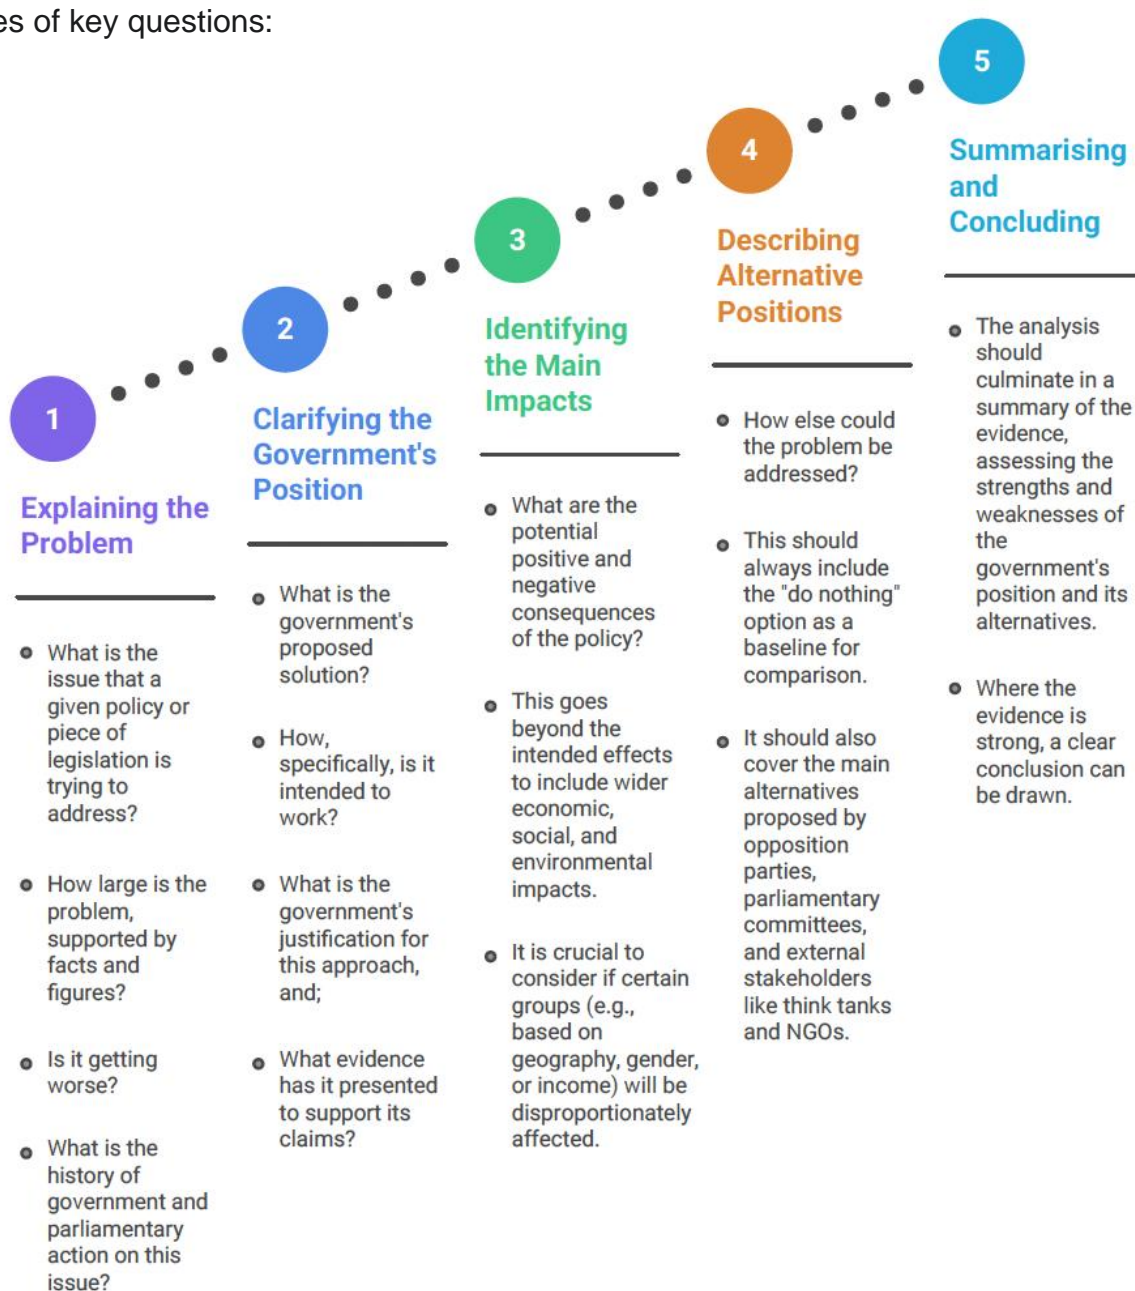 es of key questions:
1
Explaining the
Problem
What is the
issue that a
given policy or
piece of
legislation is
trying to
address?
How large is the
problem,
supported by
facts and
figures?
Is it getting
worse?
What is the
history of
government and
parliamentary
action on this
issue?
2
Clarifying the
Government's
Position
What is the
government's
proposed
solution?
How,
specifically, is it
intended to
work?
What is the
government's
justification for
this approach,
and;
What evidence
has it presented
to support its
claims?
3
Identifying
the Main
Impacts
What are the
potential
positive and
negative
consequences
of the policy?
This goes
beyond the
intended effects
to include wider
economic,
social, and
environmental
impacts.
It is crucial to
consider if certain
groups (e.g.,
based on
geography, gender,
or income) will be
disproportionately
affected.
4
Describing
Alternative
Positions
How else could
the problem be
addressed?
This should
always include
the "do nothing"
option as a
baseline for
comparison.
It should also
cover the main
alternatives
proposed by
opposition
parties,
parliamentary
committees,
and external
stakeholders
like think tanks
and NGOs.
5
Summarising
and
Concluding
The analysis
should
culminate in a
summary of the
evidence,
assessing the
strengths and
weaknesses of
the
government's
position and its
alternatives.
Where the
evidence is
strong, a clear
conclusion can
be drawn.